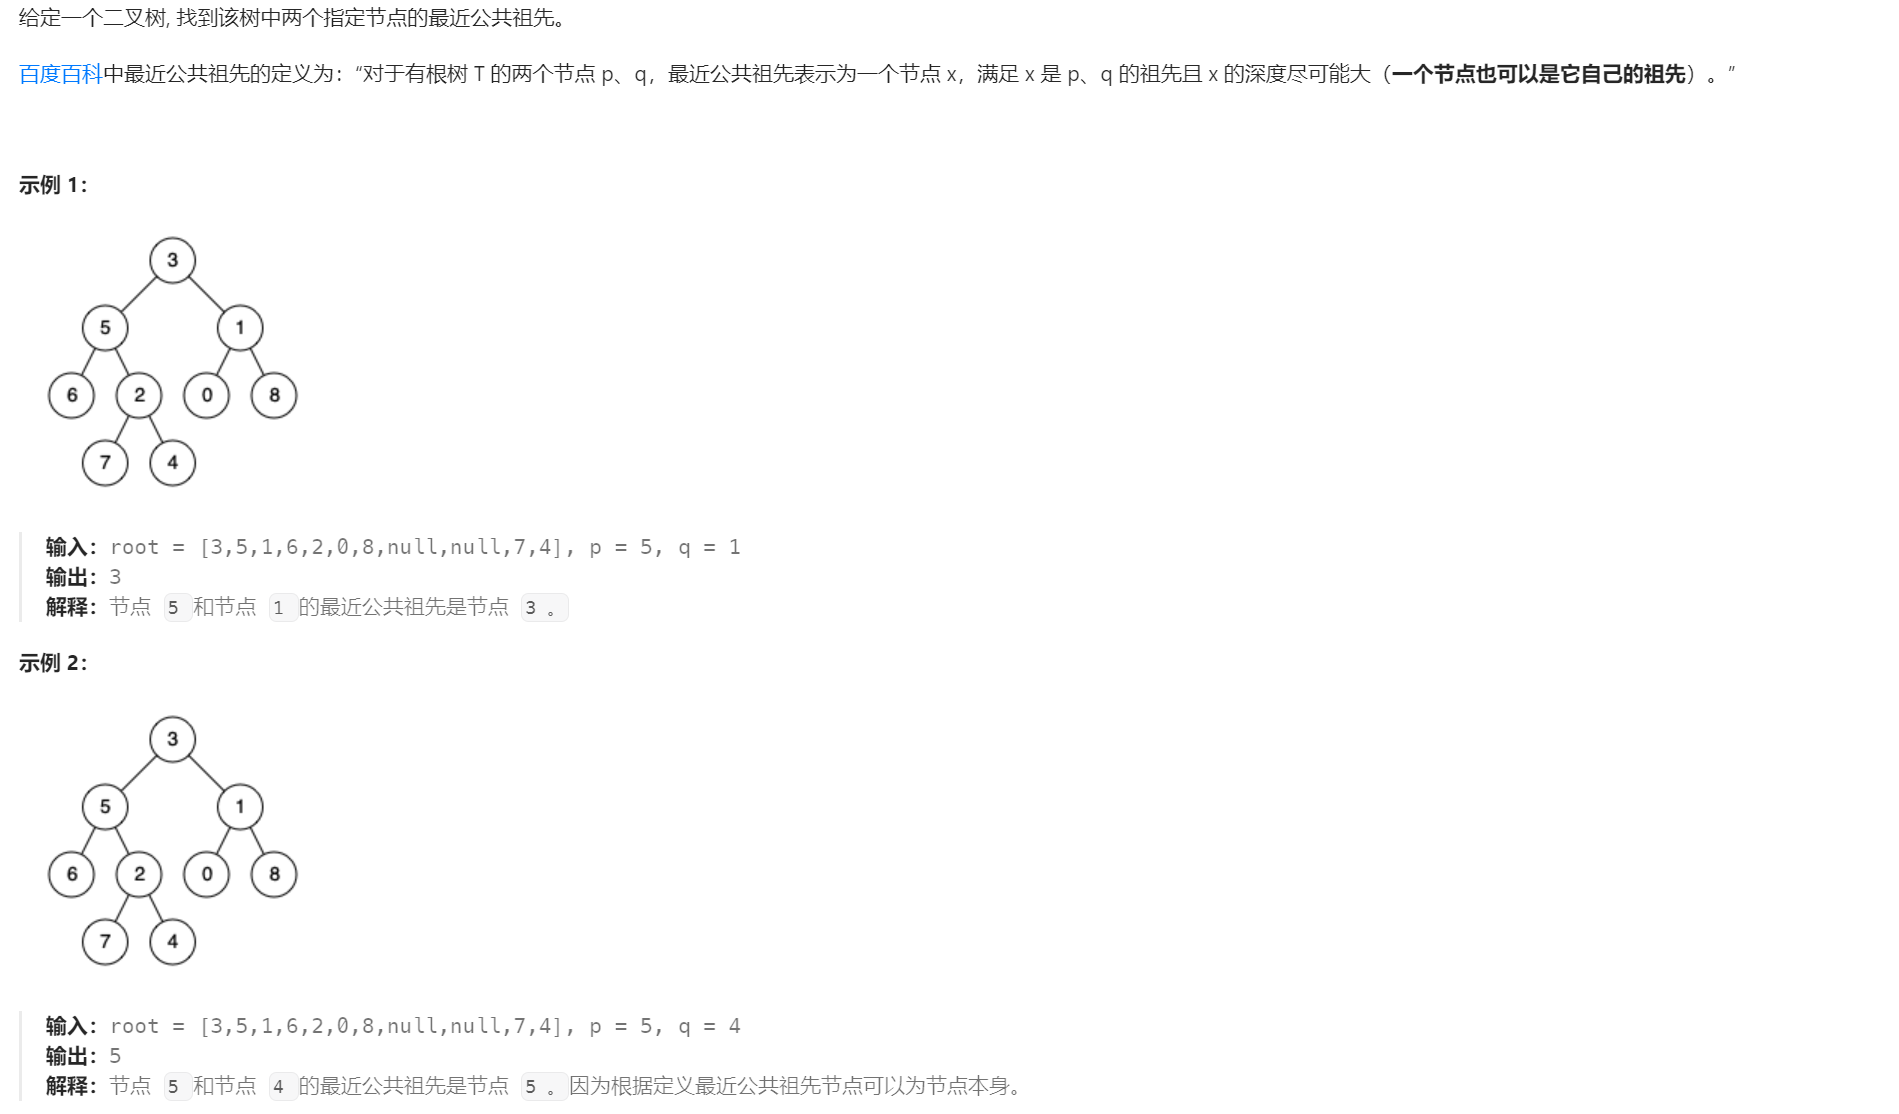 给定一个二叉树, 找到该树中两个指定节点的最近公共祖先。
百度百科中最近公共祖先的定义为：“对于有根树 T 的两个节点 p、q，最近公共祖先表示为一个节点 x，满足 x 是 p、q 的祖先且 x 的深度尽可能大（一个节点也可以是它自己的祖先）。”
示例 1：
3
5 1
6 2 0 8
7 4
输入：root = [3,5,1,6,2,0,8,null,null,7,4], p = 5, q = 1
输出：3
解释：节点 5 和节点 1 的最近公共祖先是节点 3 。
示例 2：
3
5 1
6 2 0 8
7 4
输入：root = [3,5,1,6,2,0,8,null,null,7,4], p = 5, q = 4
输出：5
解释：节点 5 和节点 4 的最近公共祖先是节点 5 。因为根据定义最近公共祖先节点可以为节点本身。